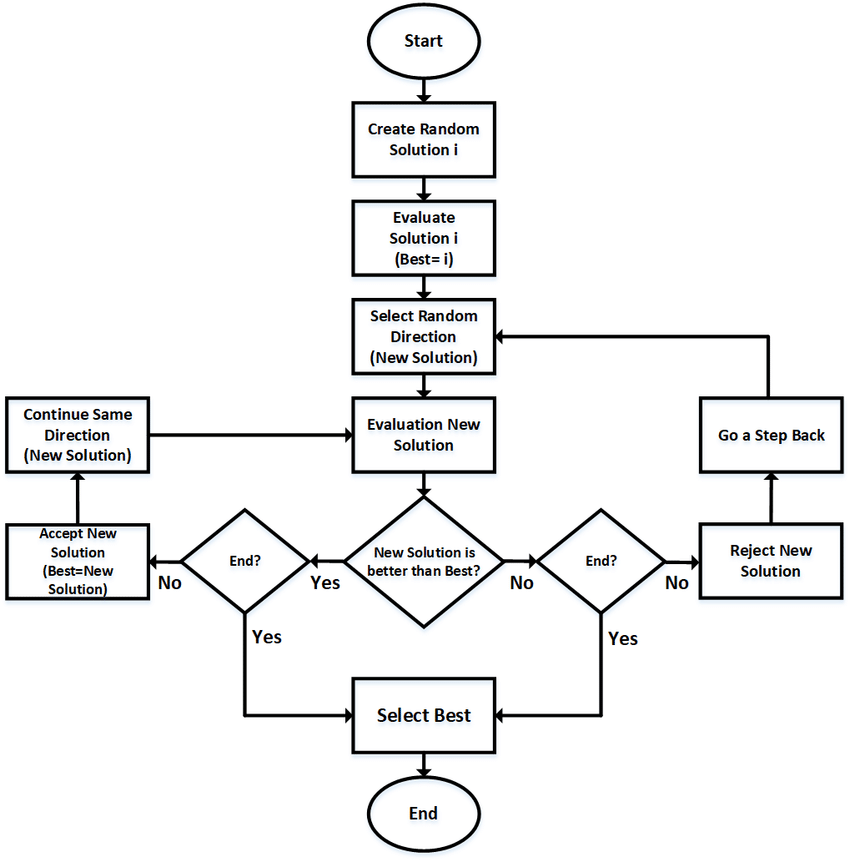 Start
Create Random
Solution i
Evaluate
Solution i
(Best= i)
Select Random
Direction
(New Solution)
Continue Same
Direction
(New Solution)
Evaluation New
Solution
Go a Step Back
Accept New
Solution
(Best=New
Solution)
No
End?
Yes
New Solution is
better than Best?
No
End?
No
Reject New
Solution
Yes
Yes
Select Best
End